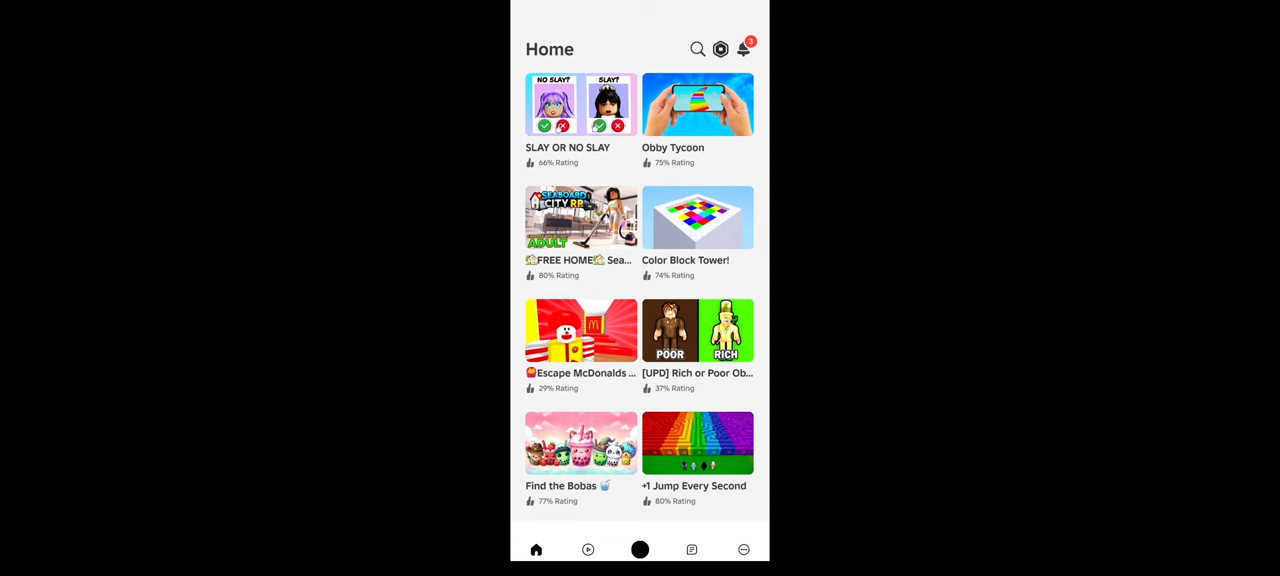 Home
3
NO SLAY? SLAY?
SLAY OR NO SLAY
Obby Tycoon
66% Rating
75% Rating
SEABOARD
CITY RP
ADULT
🏡FREE HOME🏡 Sea...
Color Block Tower!
80% Rating
74% Rating
POOR RICH
🍟Escape McDonalds ...
[UPD] Rich or Poor Ob...
29% Rating
37% Rating
Find the Bobas 🧋
+1 Jump Every Second
77% Rating
80% Rating